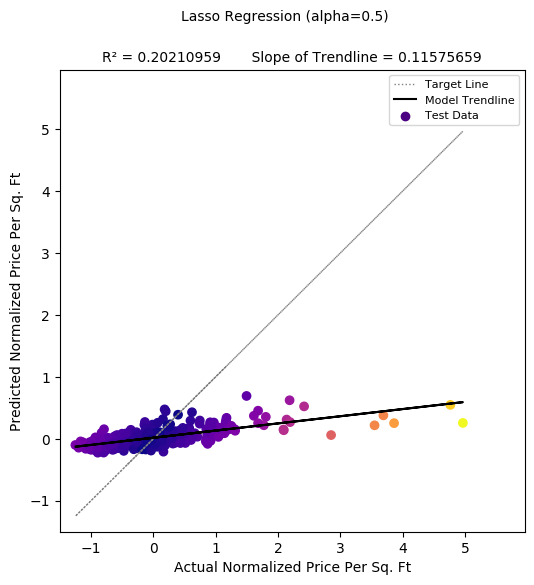 Lasso Regression (alpha=0.5)
R² = 0.20210959 Slope of Trendline = 0.11575659
Target Line
Model Trendline
Test Data
Predicted Normalized Price Per Sq. Ft
5
4
3
2
1
0
−1
−1 0 1 2 3 4 5
Actual Normalized Price Per Sq. Ft